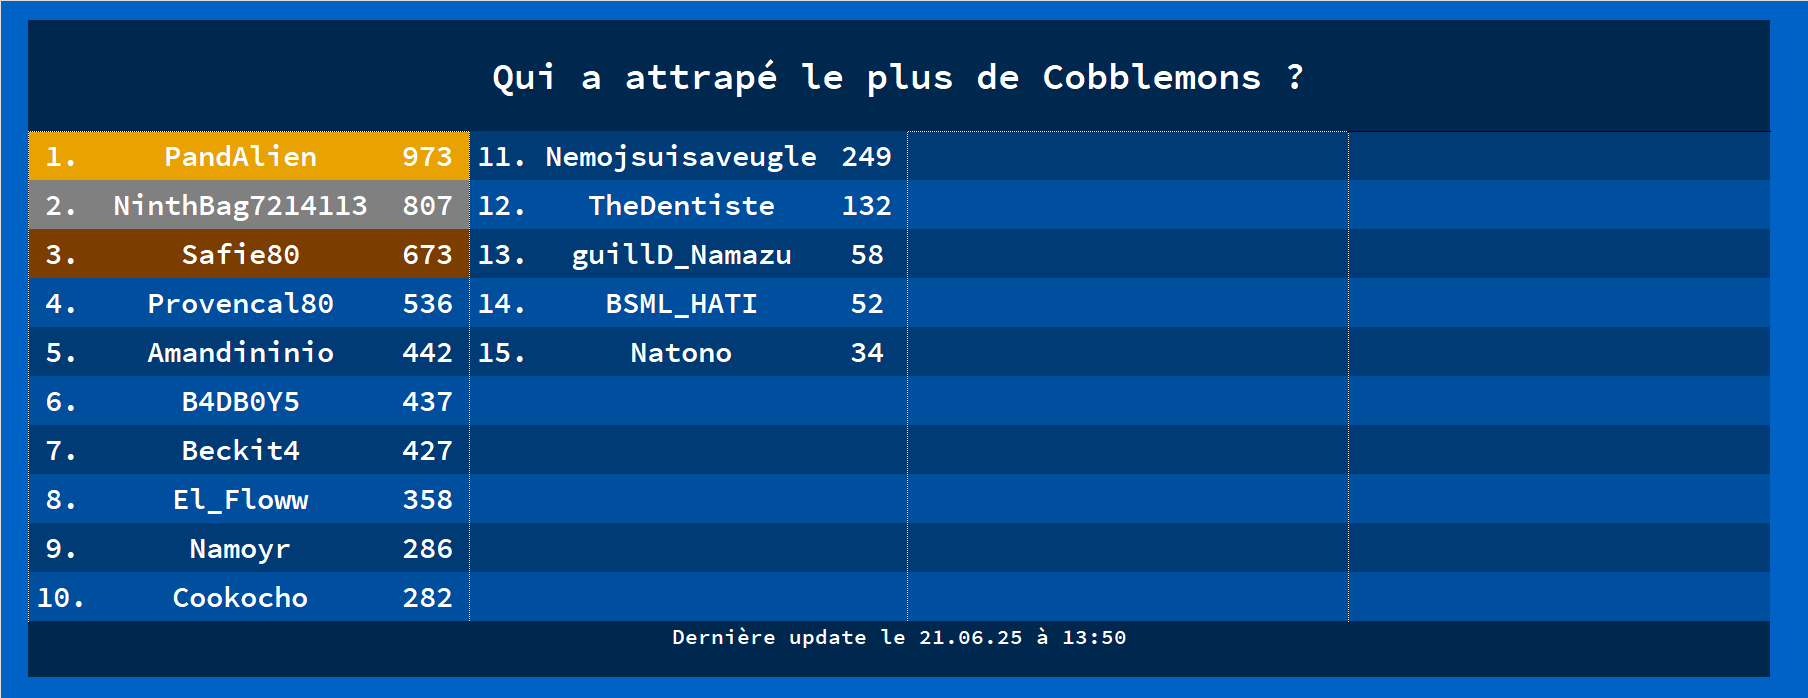 Qui a attrapé le plus de Cobblemons ?
1. PandAlien 973
2. NinthBag7214113 807
3. Safie80 673
4. Provencal80 536
5. Amandininio 442
6. B4DB0Y5 437
7. Beckit4 427
8. El_Floww 358
9. Namoyr 286
10. Cookocho 282
11. Nemojsuisaveugle 249
12. TheDentiste 132
13. guillD_Namazu 58
14. BSML_HATI 52
15. Natono 34
Dernière update le 21.06.25 à 13:50